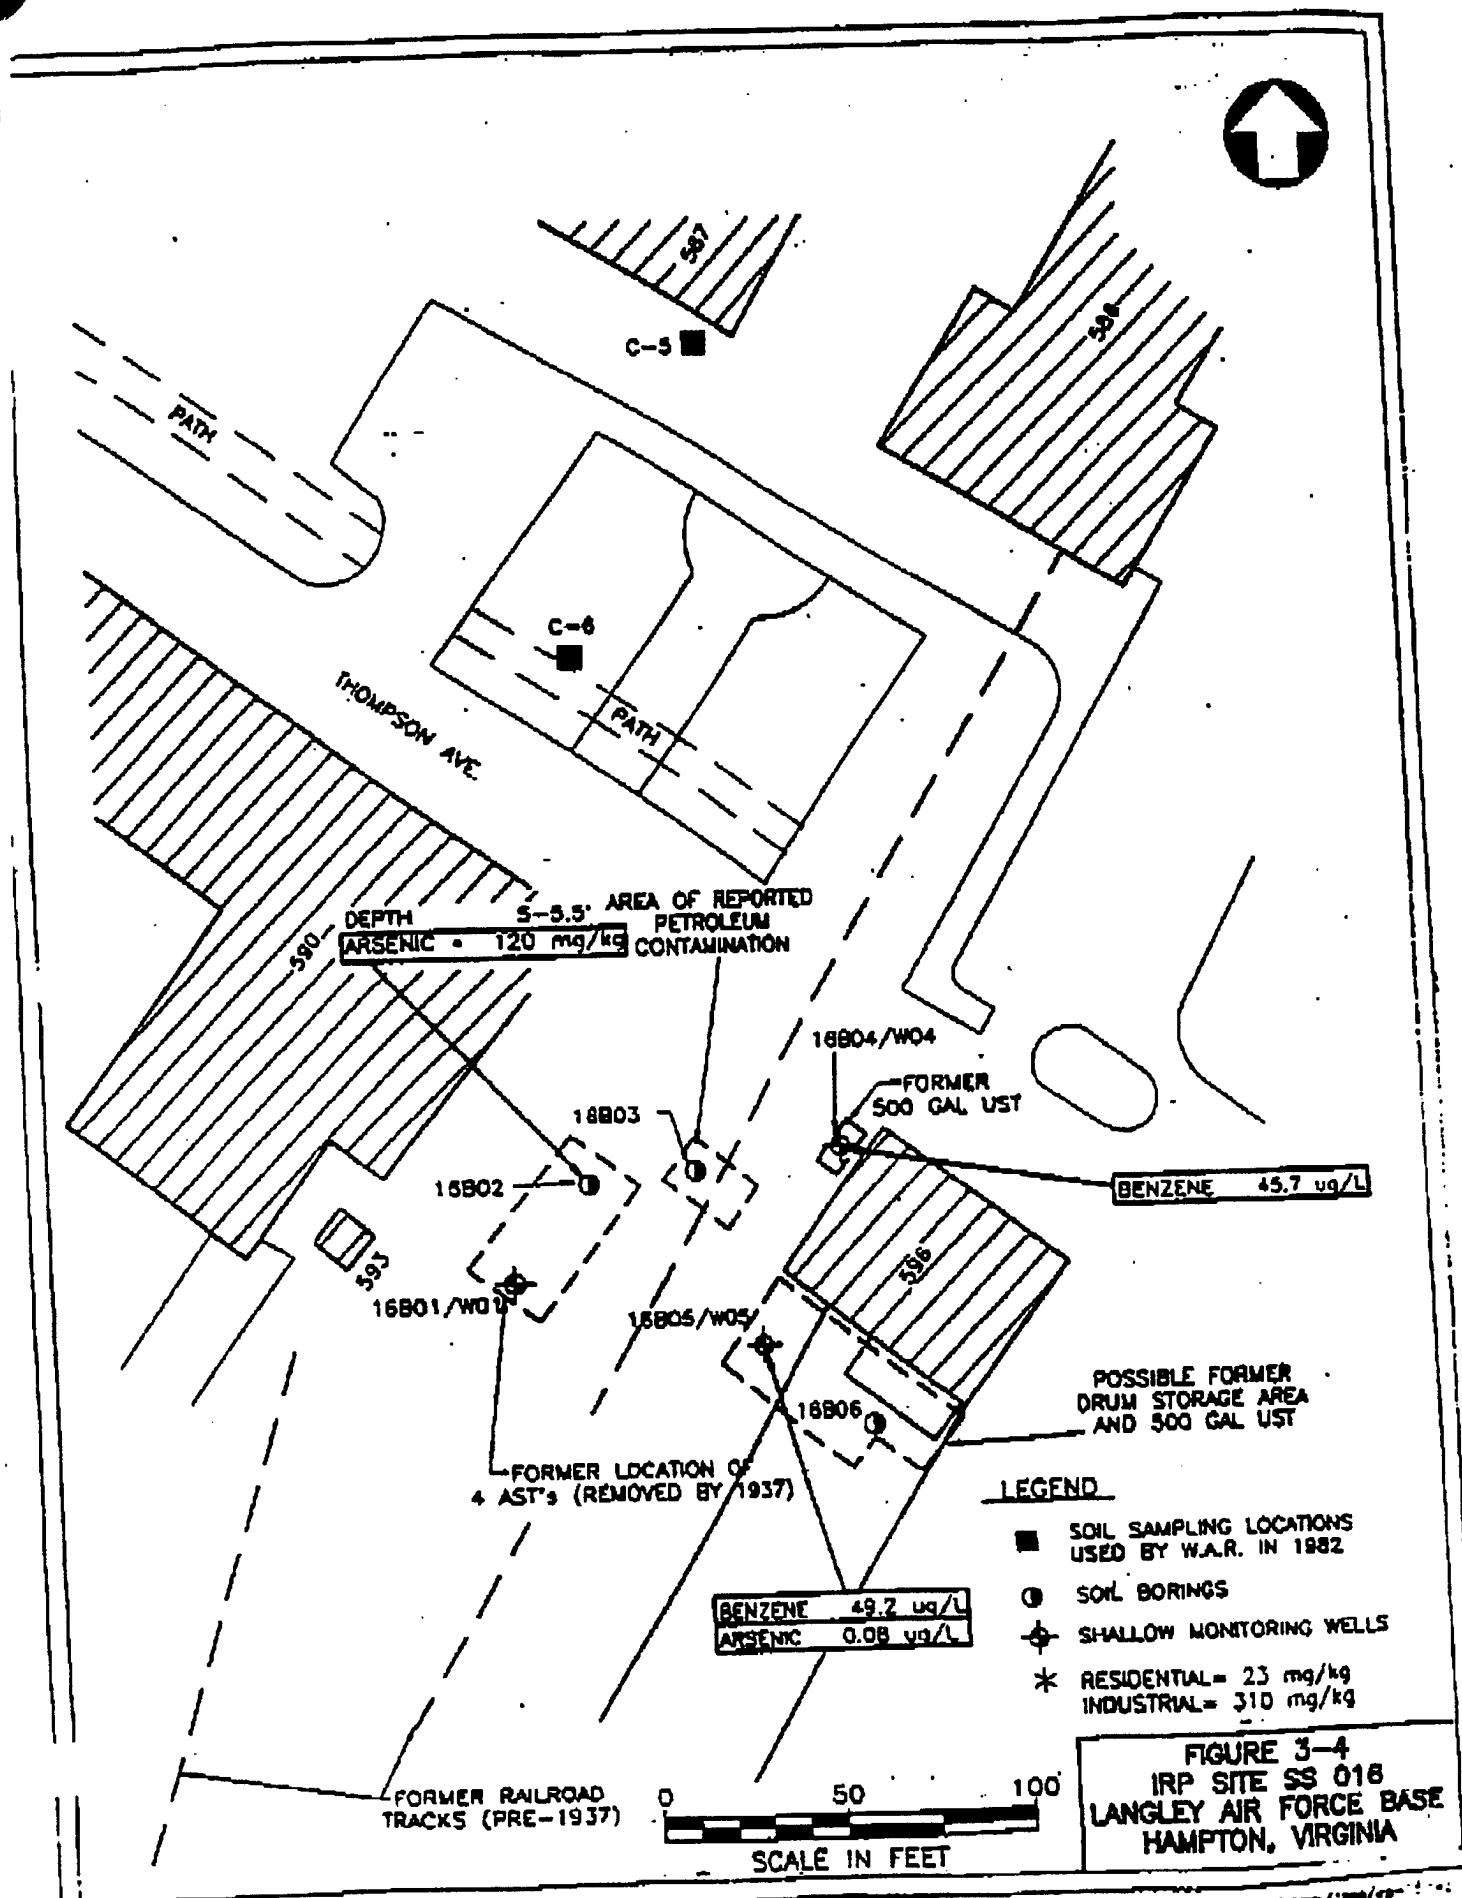 587
588
C-5
PATH
C-6
PATH
THOMPSON AVE.
590
DEPTH 5-5.5'
ARSENIC = 120 mg/kg
AREA OF REPORTED
PETROLEUM
CONTAMINATION
16B04/W04
FORMER
500 GAL UST
16B03
16B02
BENZENE 45.7 ug/L
593
16B01/W01
596
16B05/W05
16B06
POSSIBLE FORMER
DRUM STORAGE AREA
AND 500 GAL UST
FORMER LOCATION OF
4 AST's (REMOVED BY 1937)
LEGEND
SOIL SAMPLING LOCATIONS
USED BY W.A.R. IN 1982
SOIL BORINGS
SHALLOW MONITORING WELLS
RESIDENTIAL= 23 mg/kg
INDUSTRIAL= 310 mg/kg
BENZENE 49.2 ug/L
ARSENIC 0.08 ug/L
FORMER RAILROAD
TRACKS (PRE-1937)
0 50 100'
SCALE IN FEET
FIGURE 3-4
IRP SITE SS 016
LANGLEY AIR FORCE BASE
HAMPTON, VIRGINIA